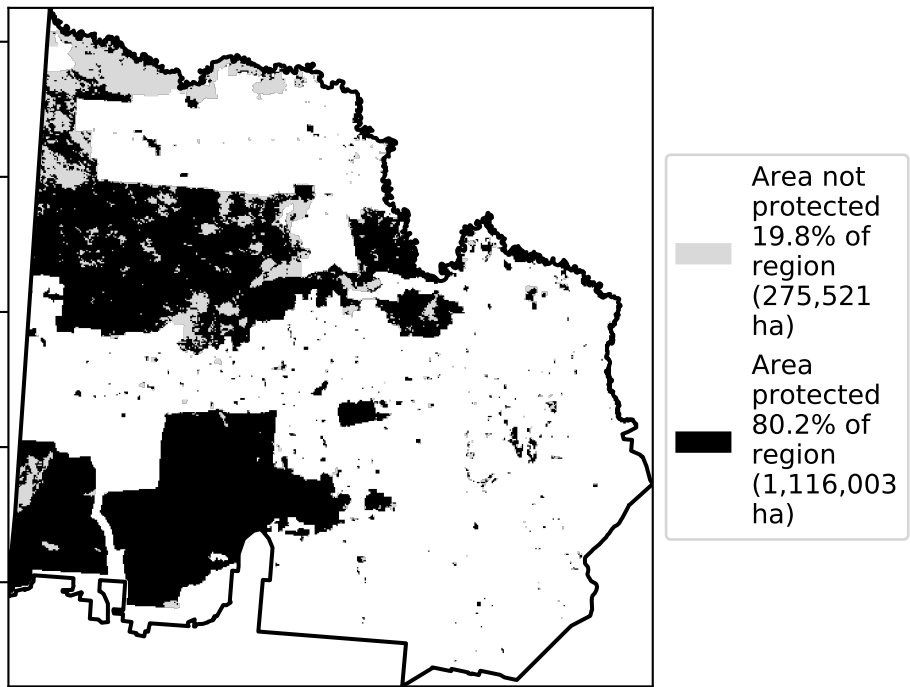 Area not
protected
19.8% of
region
(275,521
ha)
Area
protected
80.2% of
region
(1,116,003
ha)